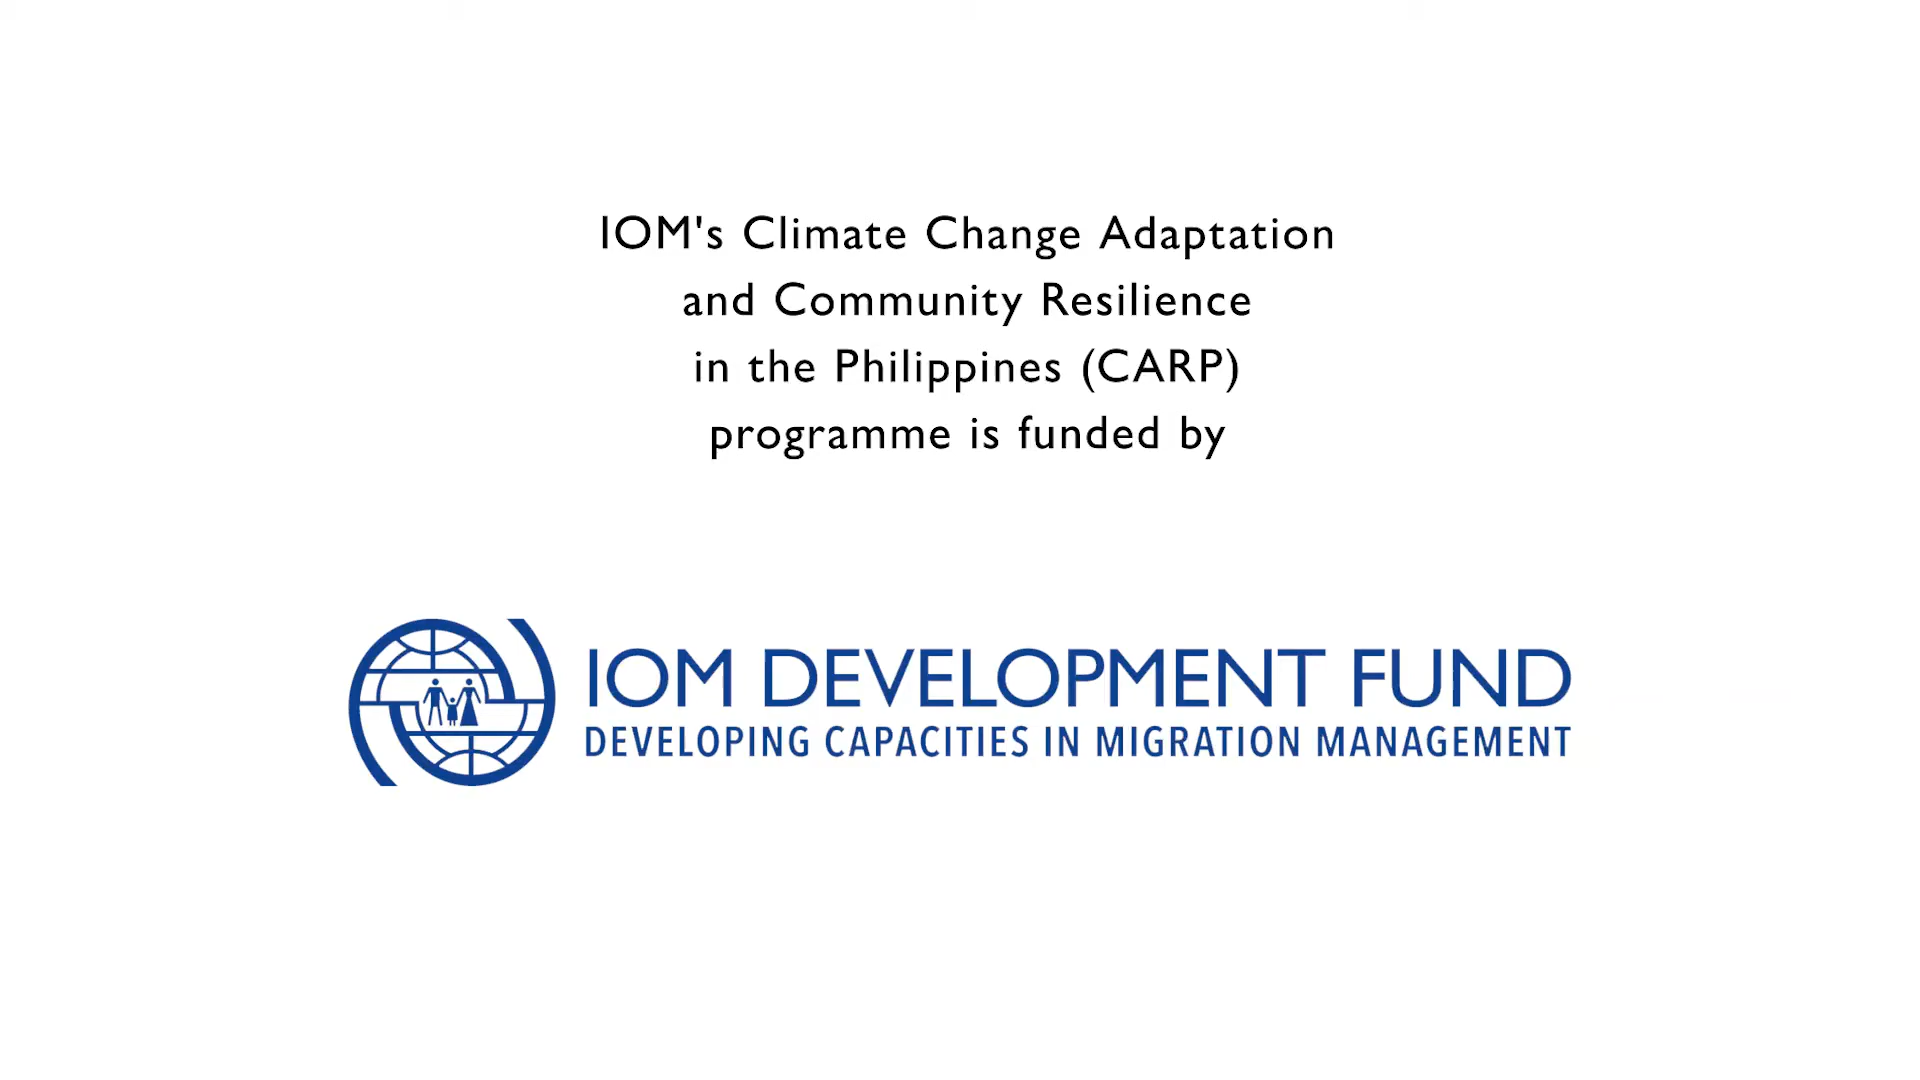 IOM's Climate Change Adaptation
and Community Resilience
in the Philippines (CARP)
programme is funded by
IOM DEVELOPMENT FUND
DEVELOPING CAPACITIES IN MIGRATION MANAGEMENT